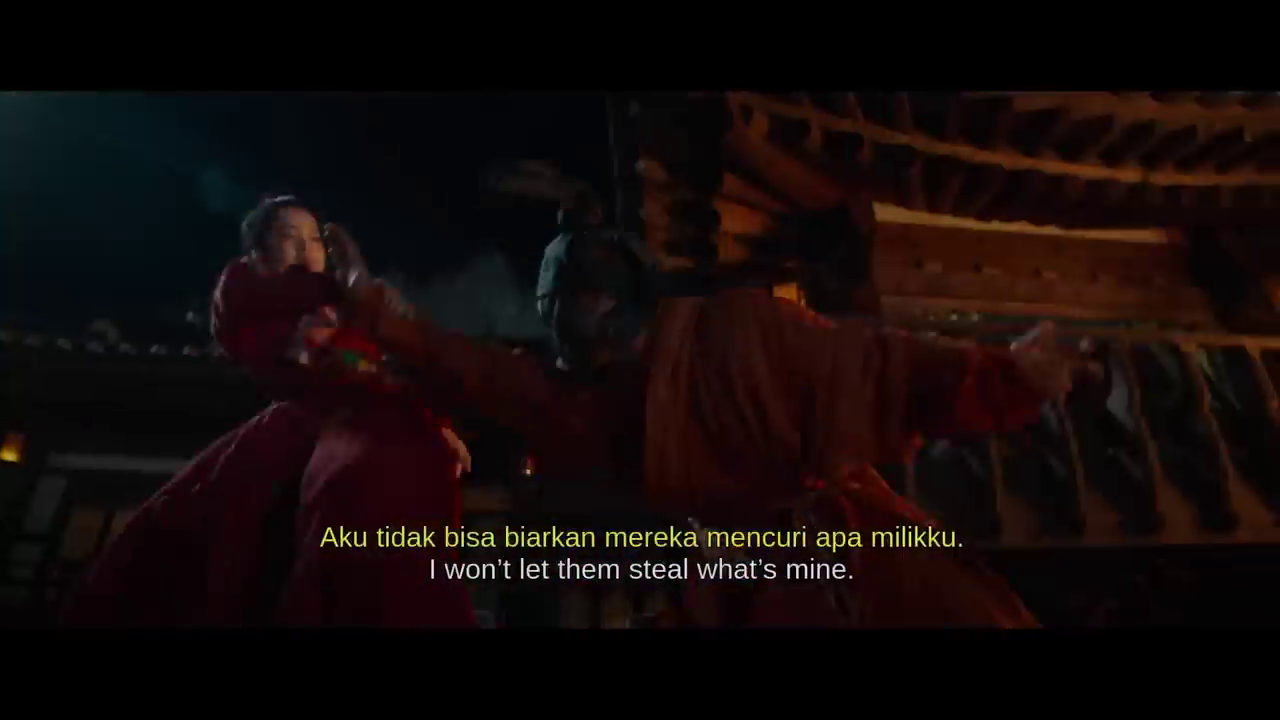 Aku tidak bisa biarkan mereka mencuri apa milikku.
I won’t let them steal what’s mine.